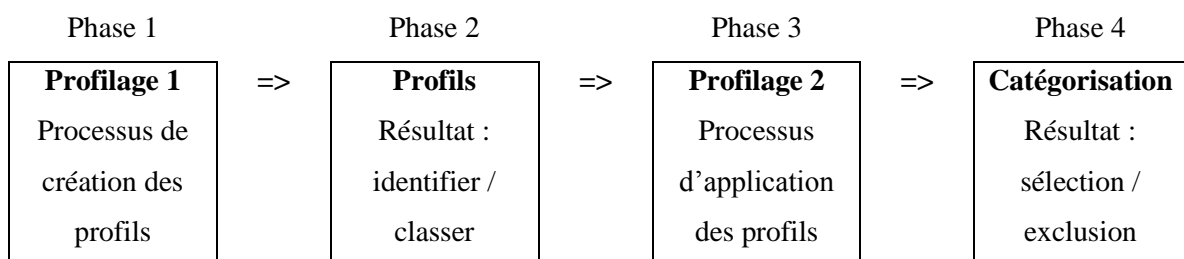 Phase 1 Phase 2 Phase 3 Phase 4
Profilage 1 => Profils => Profilage 2 => Catégorisation
Processus de Résultat : Processus Résultat :
création des identifier / d’application sélection /
profils classer des profils exclusion